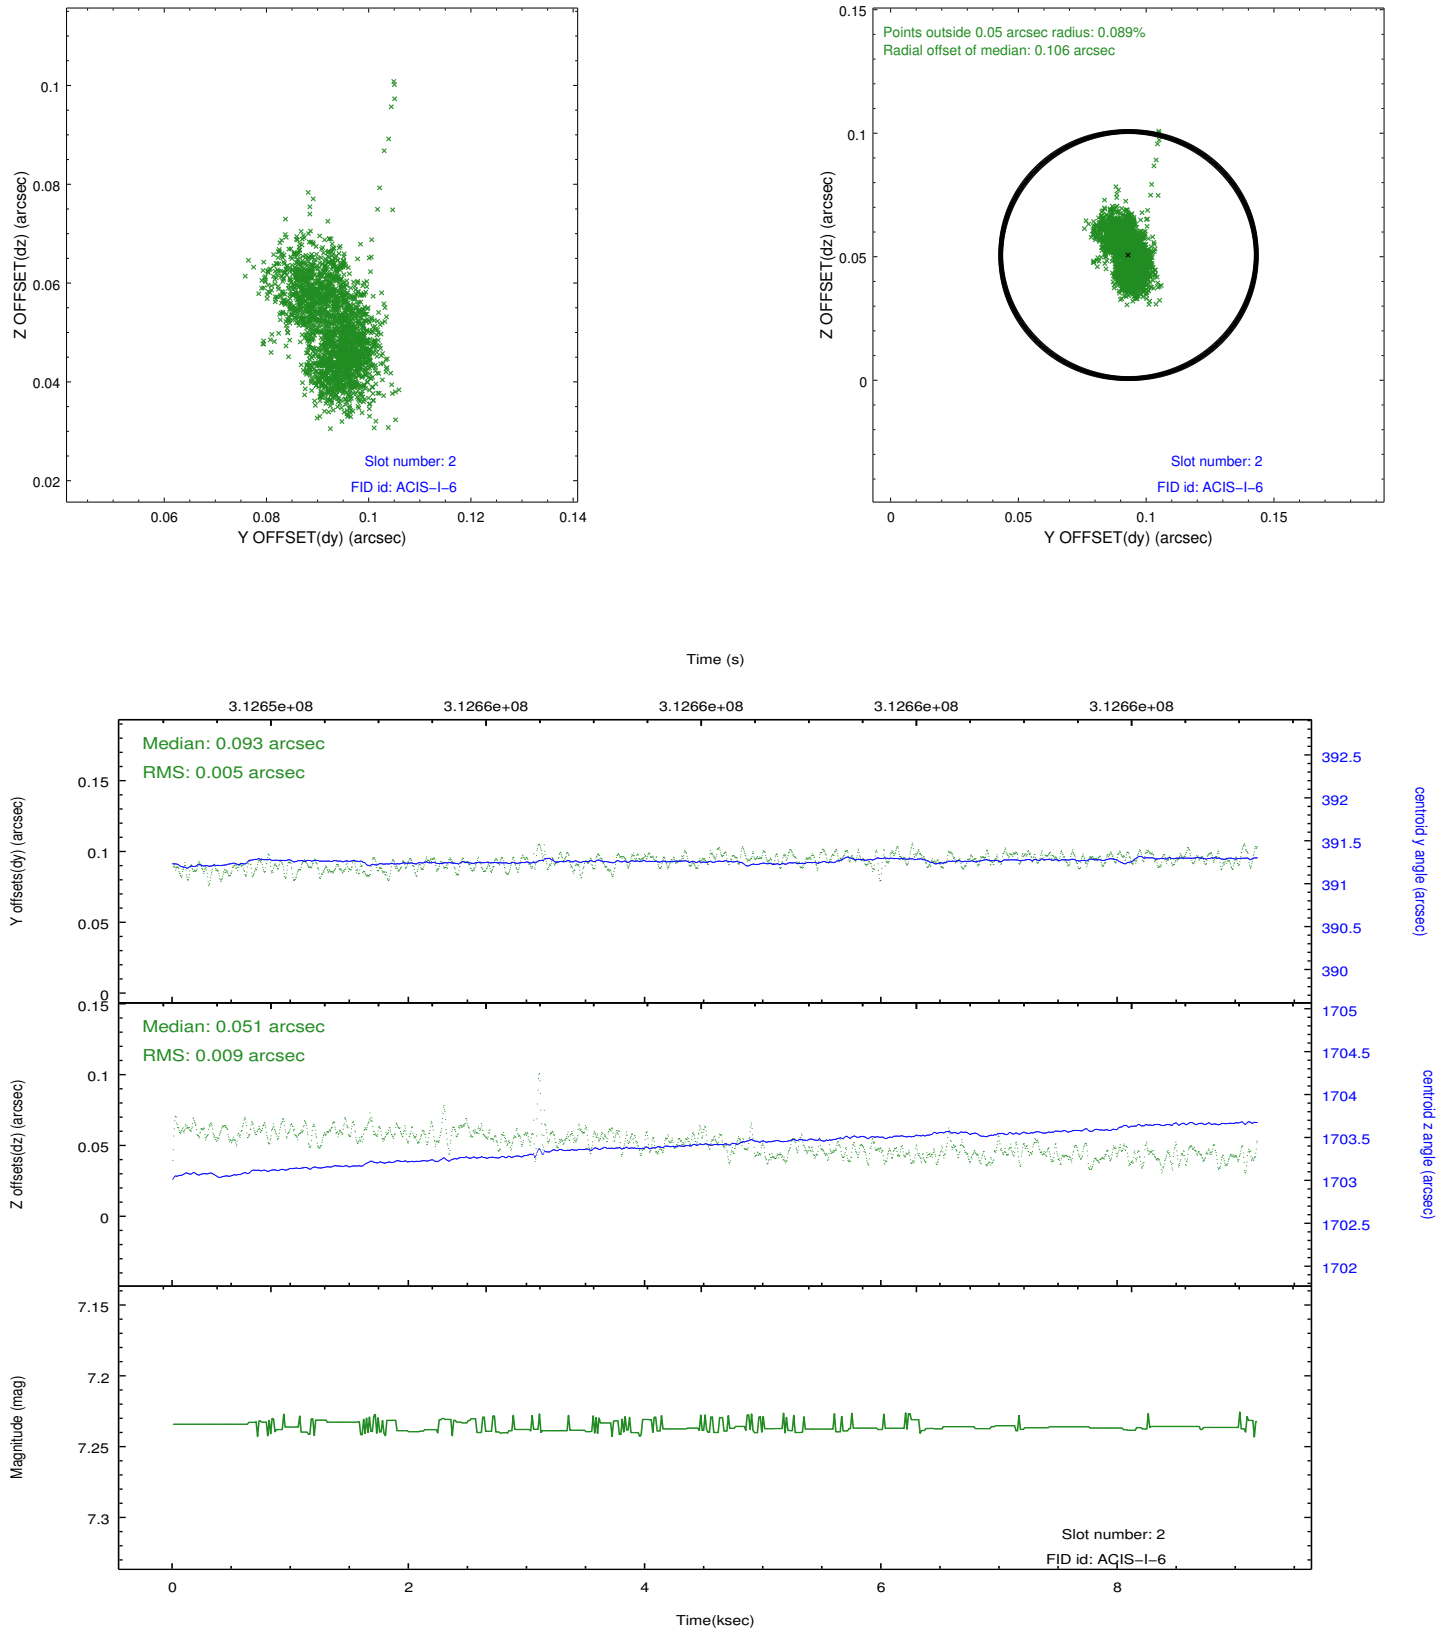 0.1
0.08
0.06
0.04
0.02
Z OFFSET(dz) (arcsec)
Slot number: 2
FID id: ACIS−I−6
0.06 0.08 0.1 0.12 0.14
Y OFFSET(dy) (arcsec)
0.15
0.1
0.05
0
Z OFFSET(dz) (arcsec)
Points outside 0.05 arcsec radius: 0.089%
Radial offset of median: 0.106 arcsec
Slot number: 2
FID id: ACIS−I−6
0 0.05 0.1 0.15
Y OFFSET(dy) (arcsec)
Time (s)
3.1265e+08 3.1266e+08 3.1266e+08 3.1266e+08 3.1266e+08
Median: 0.093 arcsec
RMS: 0.005 arcsec
0.15
0.1
0.05
0
Y offsets(dy) (arcsec)
392.5
392
391.5
391
390.5
390
centroid y angle (arcsec)
Median: 0.051 arcsec
RMS: 0.009 arcsec
0.15
0.1
0.05
0
Z offsets(dz) (arcsec)
1705
1704.5
1704
1703.5
1703
1702.5
1702
centroid z angle (arcsec)
7.15
7.2
7.25
7.3
Magnitude (mag)
Slot number: 2
FID id: ACIS−I−6
0 2 4 6 8
Time(ksec)